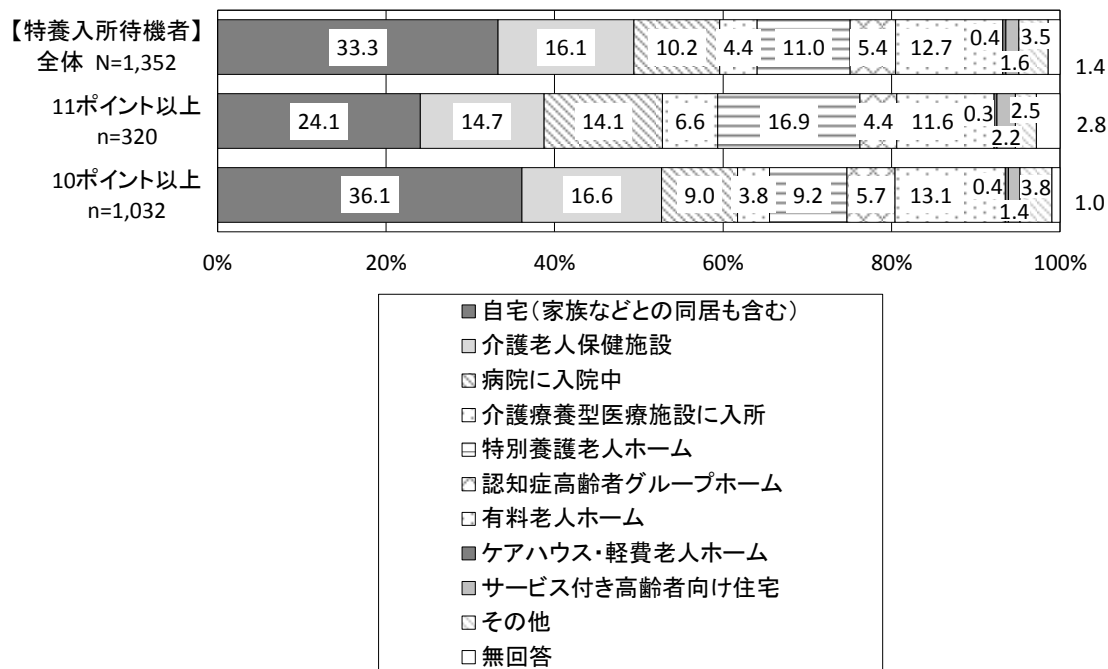 【特養入所待機者】
全体 N=1,352
33.3 16.1 10.2 4.4 11.0 5.4 12.7 0.4 1.6 3.5 1.4
11ポイント以上
n=320
24.1 14.7 14.1 6.6 16.9 4.4 11.6 0.3 2.2 2.5 2.8
10ポイント以上
n=1,032
36.1 16.6 9.0 3.8 9.2 5.7 13.1 0.4 1.4 3.8 1.0
0% 20% 40% 60% 80% 100%
自宅(家族などとの同居も含む)
介護老人保健施設
病院に入院中
介護療養型医療施設に入所
特別養護老人ホーム
認知症高齢者グループホーム
有料老人ホーム
ケアハウス・軽費老人ホーム
サービス付き高齢者向け住宅
その他
無回答